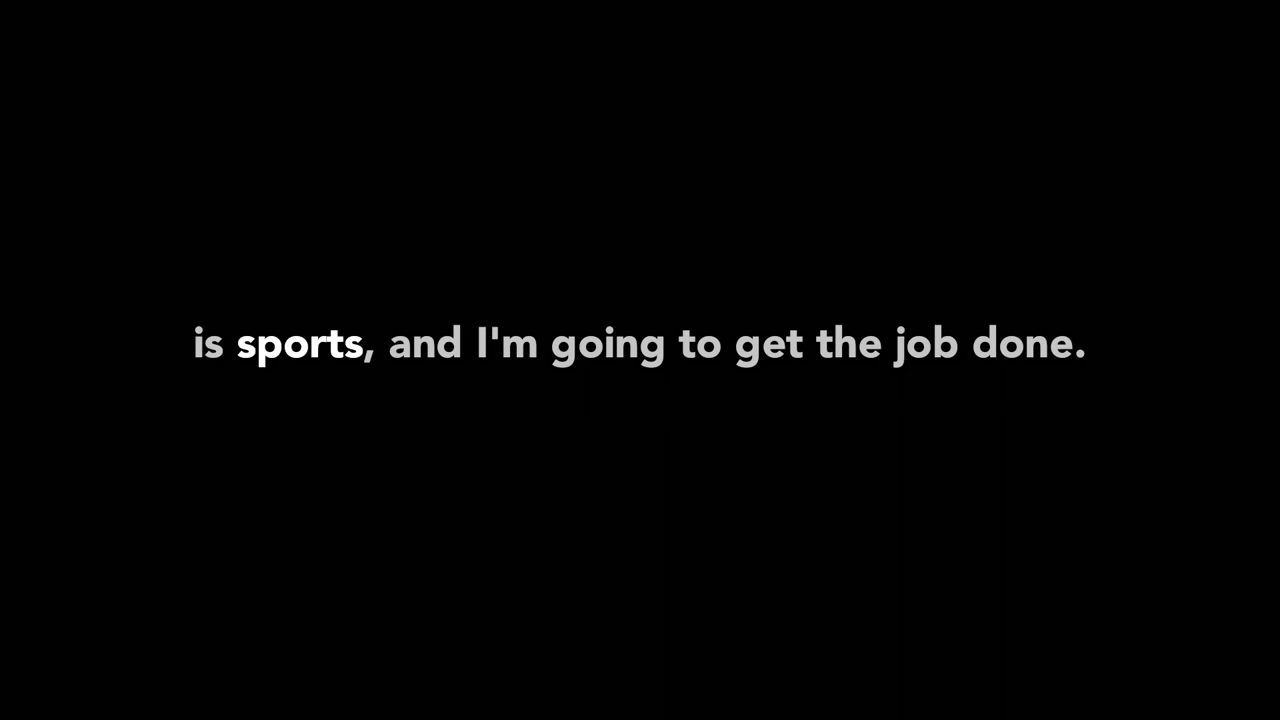 is sports, and I'm going to get the job done.